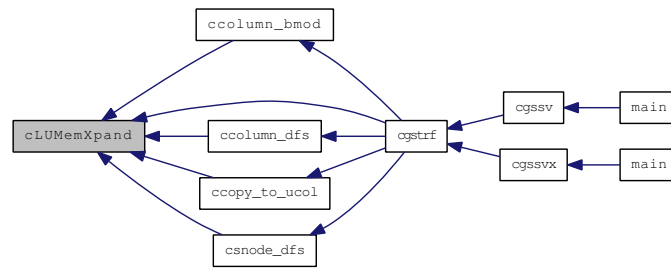 ccolumn_bmod
cgssv
main
cLUMemXpand
ccolumn_dfs
cgstrf
cgssvx
main
ccopy_to_ucol
csnode_dfs